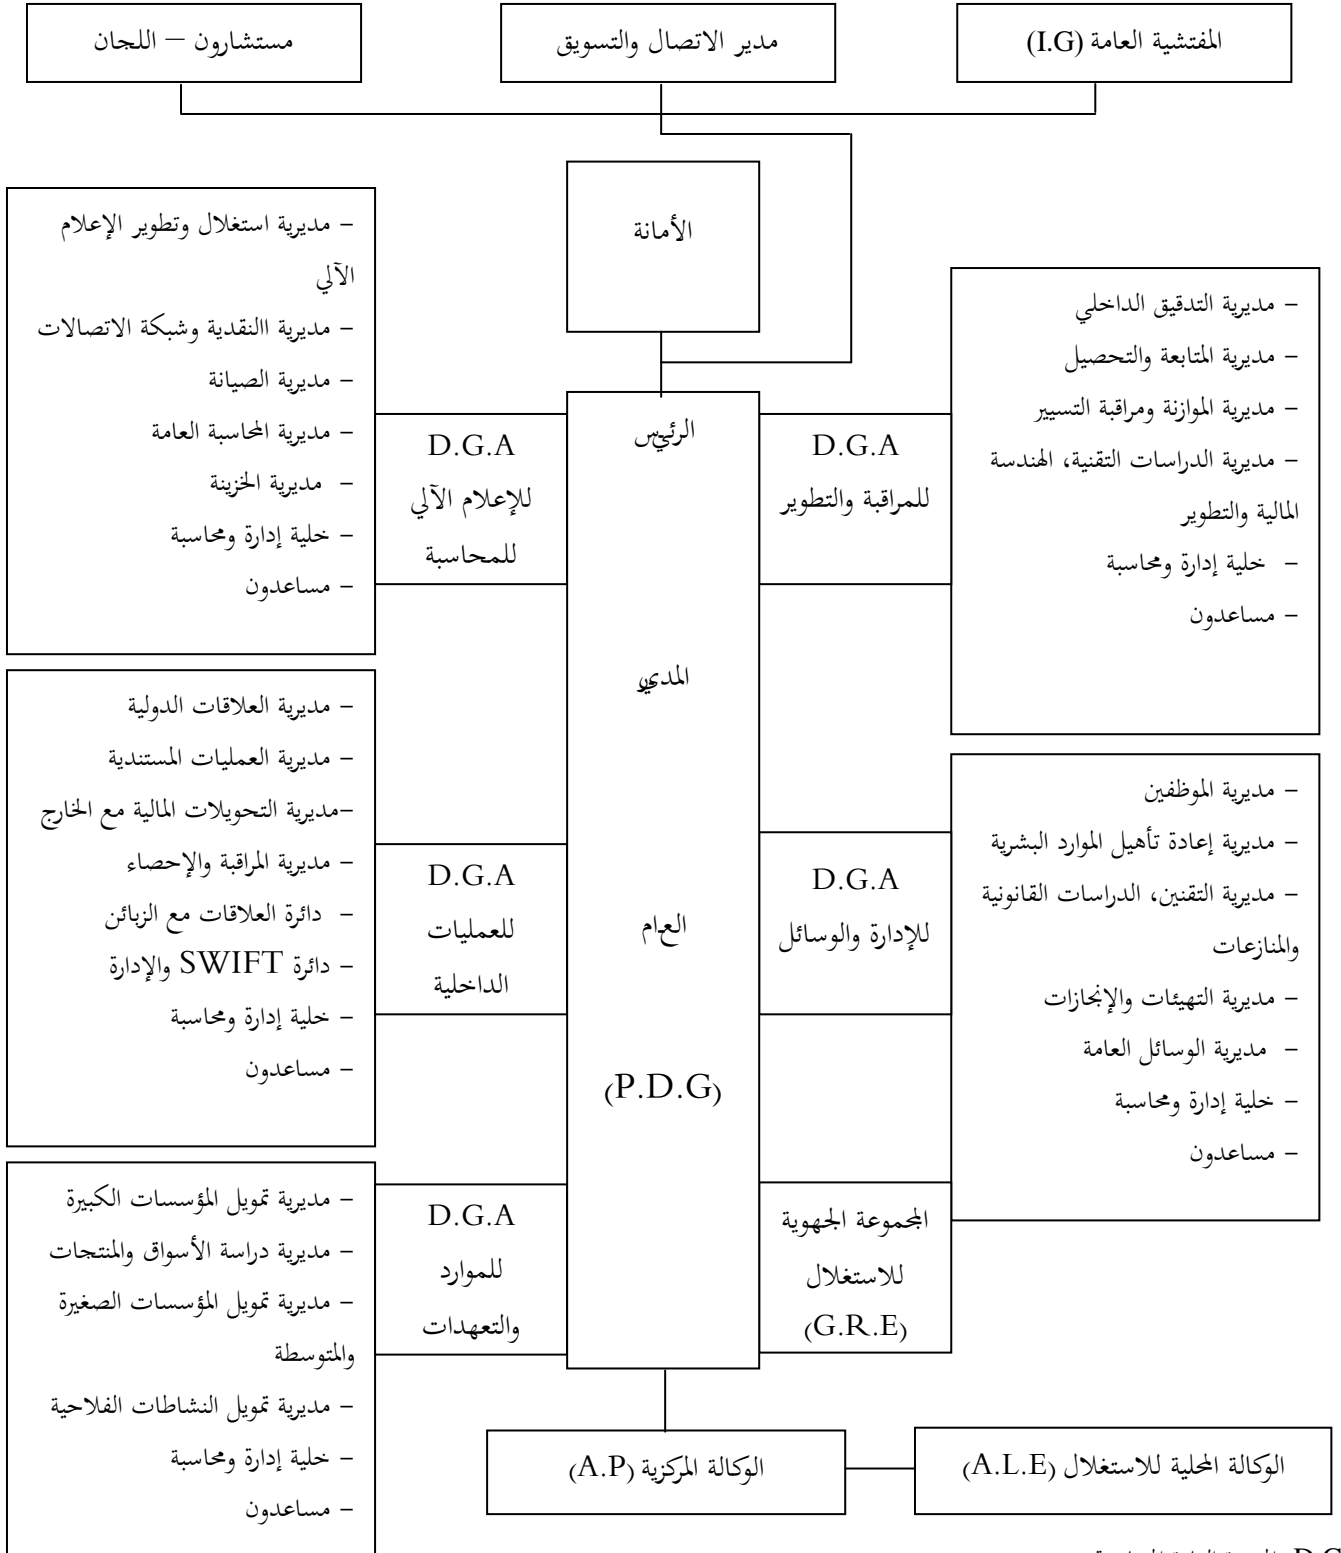 المفتشية العامة (I.G)
مدير الاتصال والتسويق
مستشارون – اللجان
الأمانة
– مديرية التدقيق الداخلي
– مديرية المتابعة والتحصيل
– مديرية الموازنة ومراقبة التسيير
– مديرية الدراسات التقنية، الهندسة
المالية والتطوير
– خلية إدارة ومحاسبة
– مساعدون
D.G.A
للمراقبة والتطوير
الرئيس
المدير
العام
(P.D.G)
D.G.A
للإعلام الآلي
للمحاسبة
– مديرية استغلال وتطوير الإعلام
الآلي
– مديرية االنقدية وشبكة الاتصالات
– مديرية الصيانة
– مديرية المحاسبة العامة
– مديرية الخزينة
– خلية إدارة ومحاسبة
– مساعدون
– مديرية الموظفين
– مديرية إعادة تأهيل الموارد البشرية
– مديرية التقنين، الدراسات القانونية
والمنازعات
– مديرية التهيئات والإنجازات
– مديرية الوسائل العامة
– خلية إدارة ومحاسبة
– مساعدون
D.G.A
للإدارة والوسائل
D.G.A
للعمليات
الداخلية
– مديرية العلاقات الدولية
– مديرية العمليات المستندية
–مديرية التحويلات المالية مع الخارج
– مديرية المراقبة والإحصاء
– دائرة العلاقات مع الزبائن
– دائرة SWIFT والإدارة
– خلية إدارة ومحاسبة
– مساعدون
المجموعة الجهوية
للاستغلال
(G.R.E)
D.G.A
للموارد
والتعهدات
– مديرية تمويل المؤسسات الكبيرة
– مديرية دراسة الأسواق والمنتجات
– مديرية تمويل المؤسسات الصغيرة
والمتوسطة
– مديرية تمويل النشاطات الفلاحية
– خلية إدارة ومحاسبة
– مساعدون
الوكالة المحلية للاستغلال (A.L.E)
الوكالة المركزية (A.P)